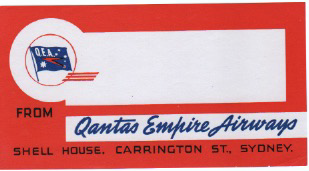 Q.E.A.
FROM
Qantas Empire Airways
SHELL HOUSE, CARRINGTON ST., SYDNEY.